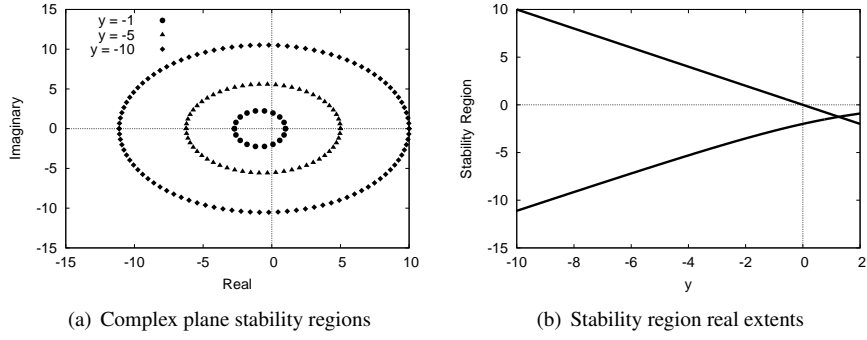 y = -1
y = -5
y = -10
15
10
5
0
-5
-10
-15
-15
-10
-5
0
5
10
Imaginary
Real
(a) Complex plane stability regions
10
5
0
-5
-10
-15
-10
-8
-6
-4
-2
0
2
Stability Region
y
(b) Stability region real extents